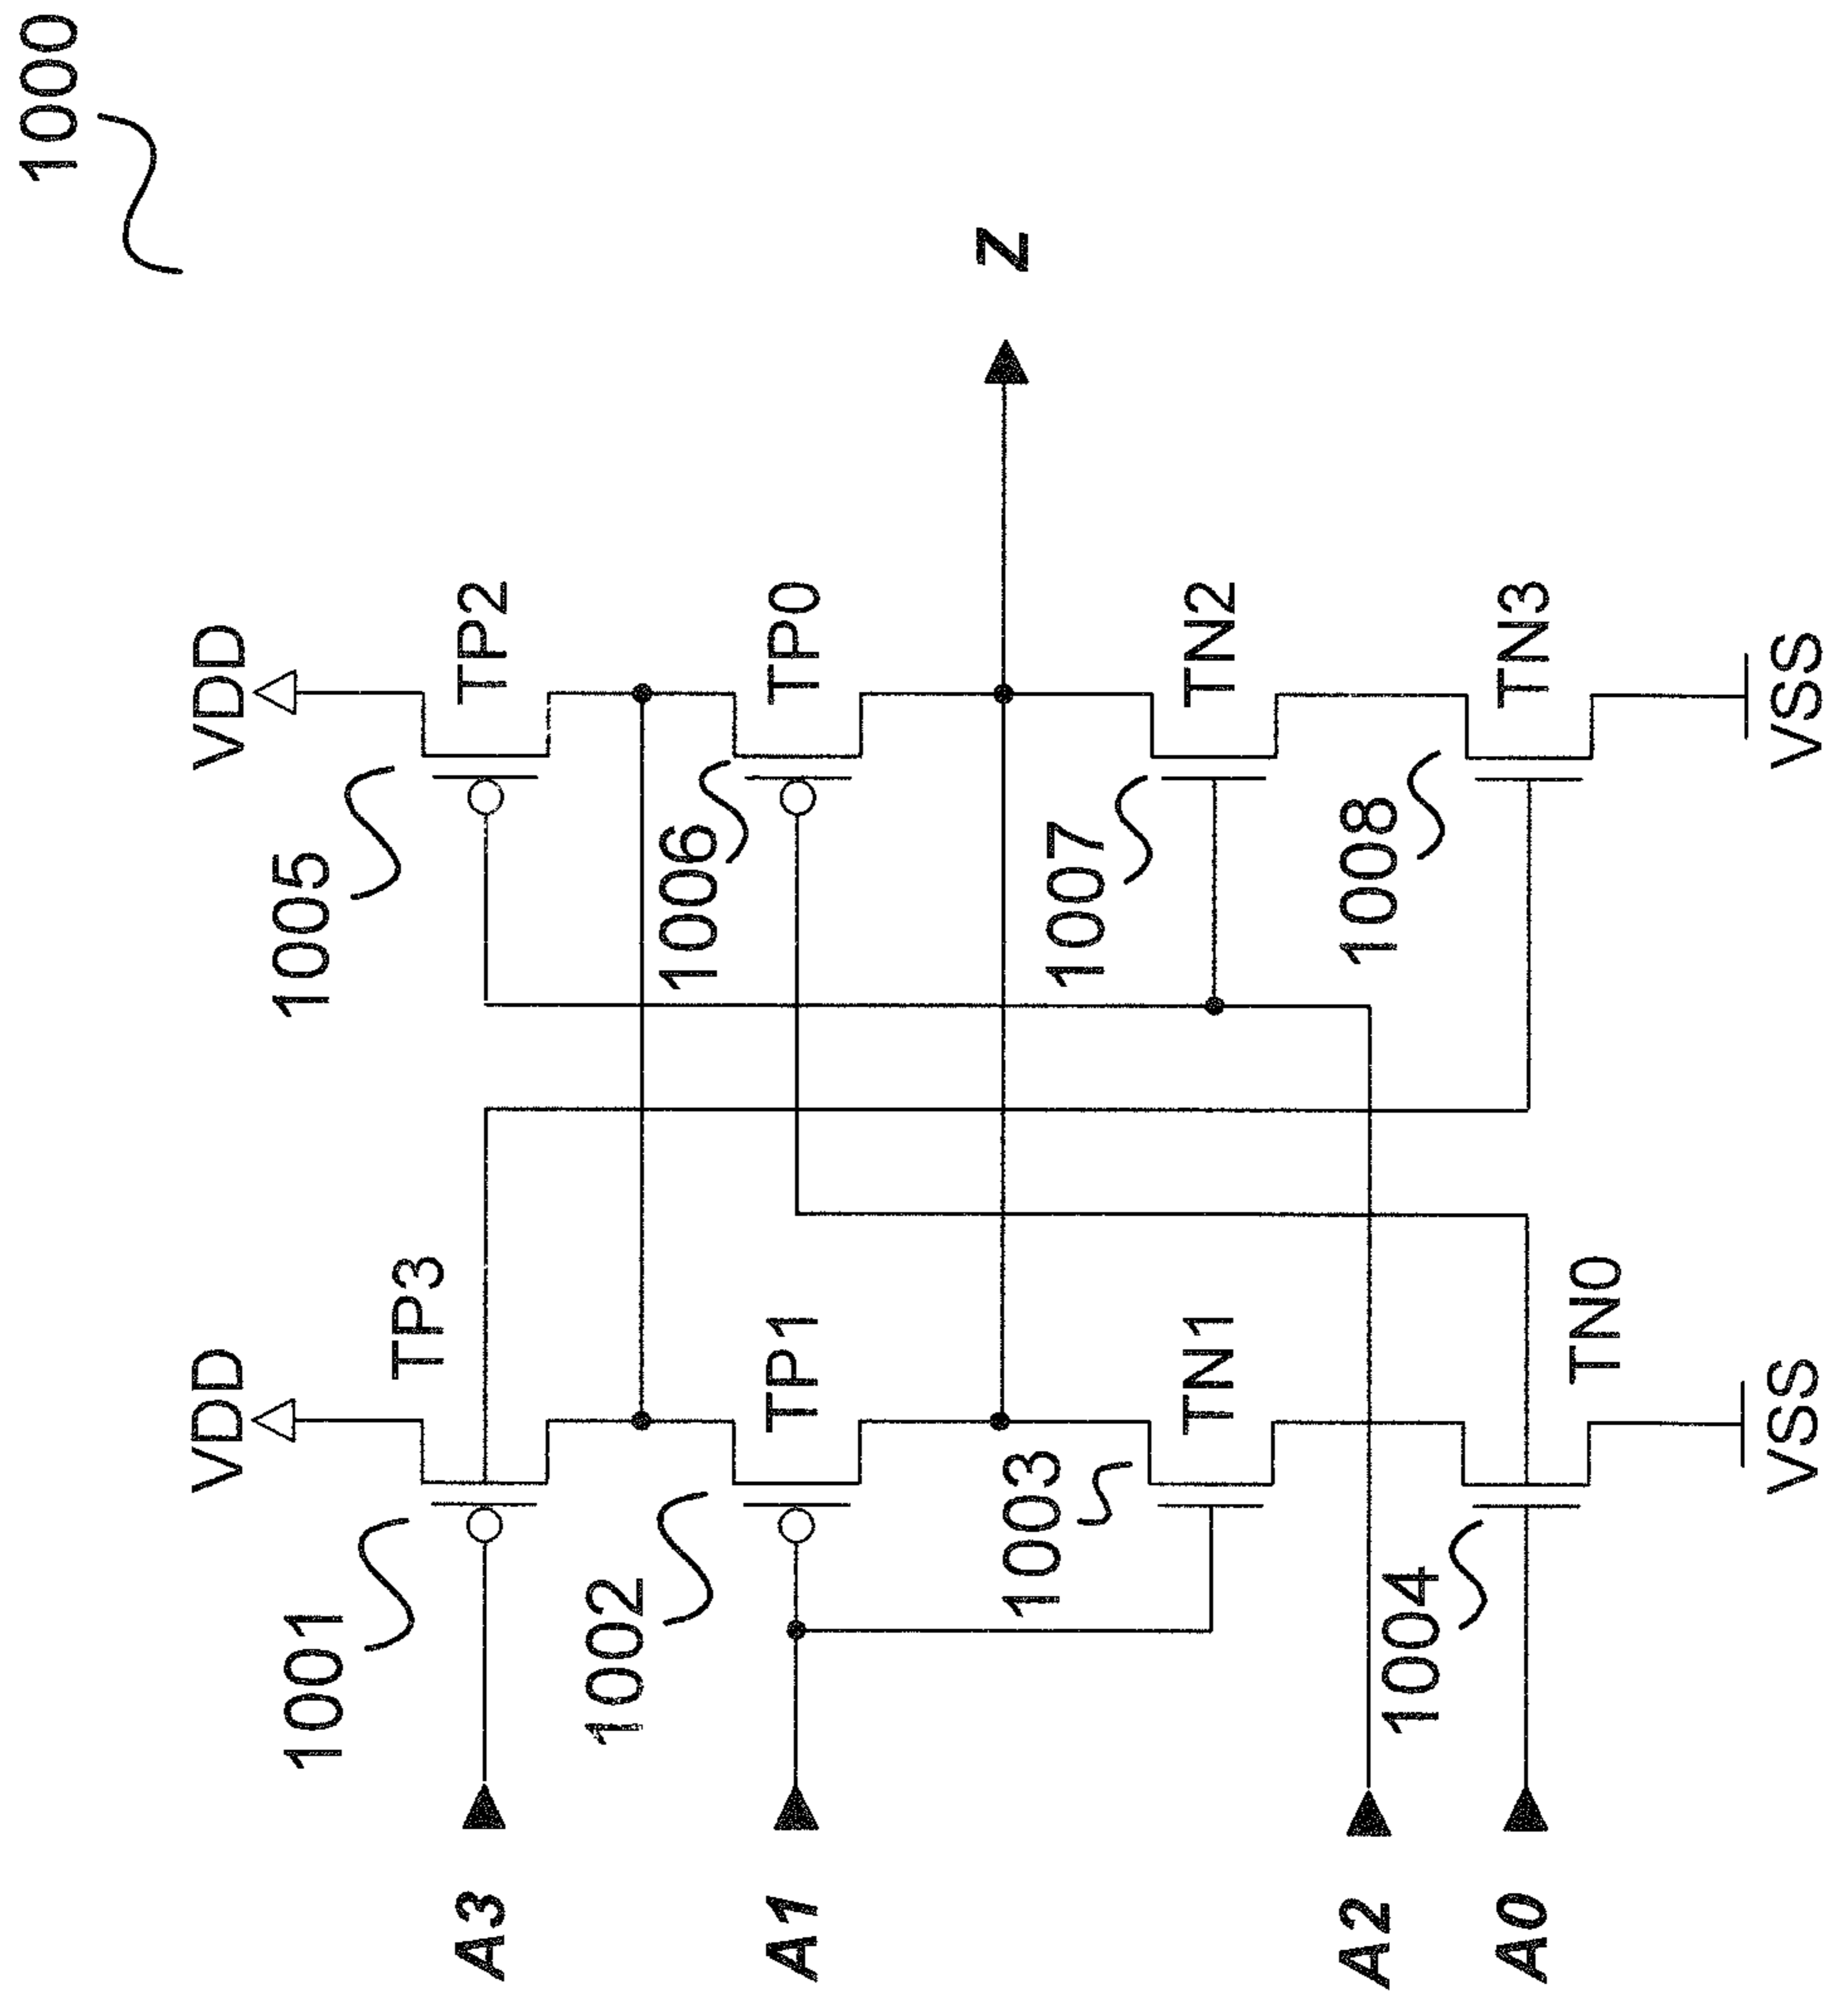 1000
VDD
VDD
1001
TP3
1005
TP2
1002
TP1
1006
TP0
Z
1003
TN1
1007
TN2
1004
TN0
1008
TN3
VSS
VSS
A3
A1
A2
A0